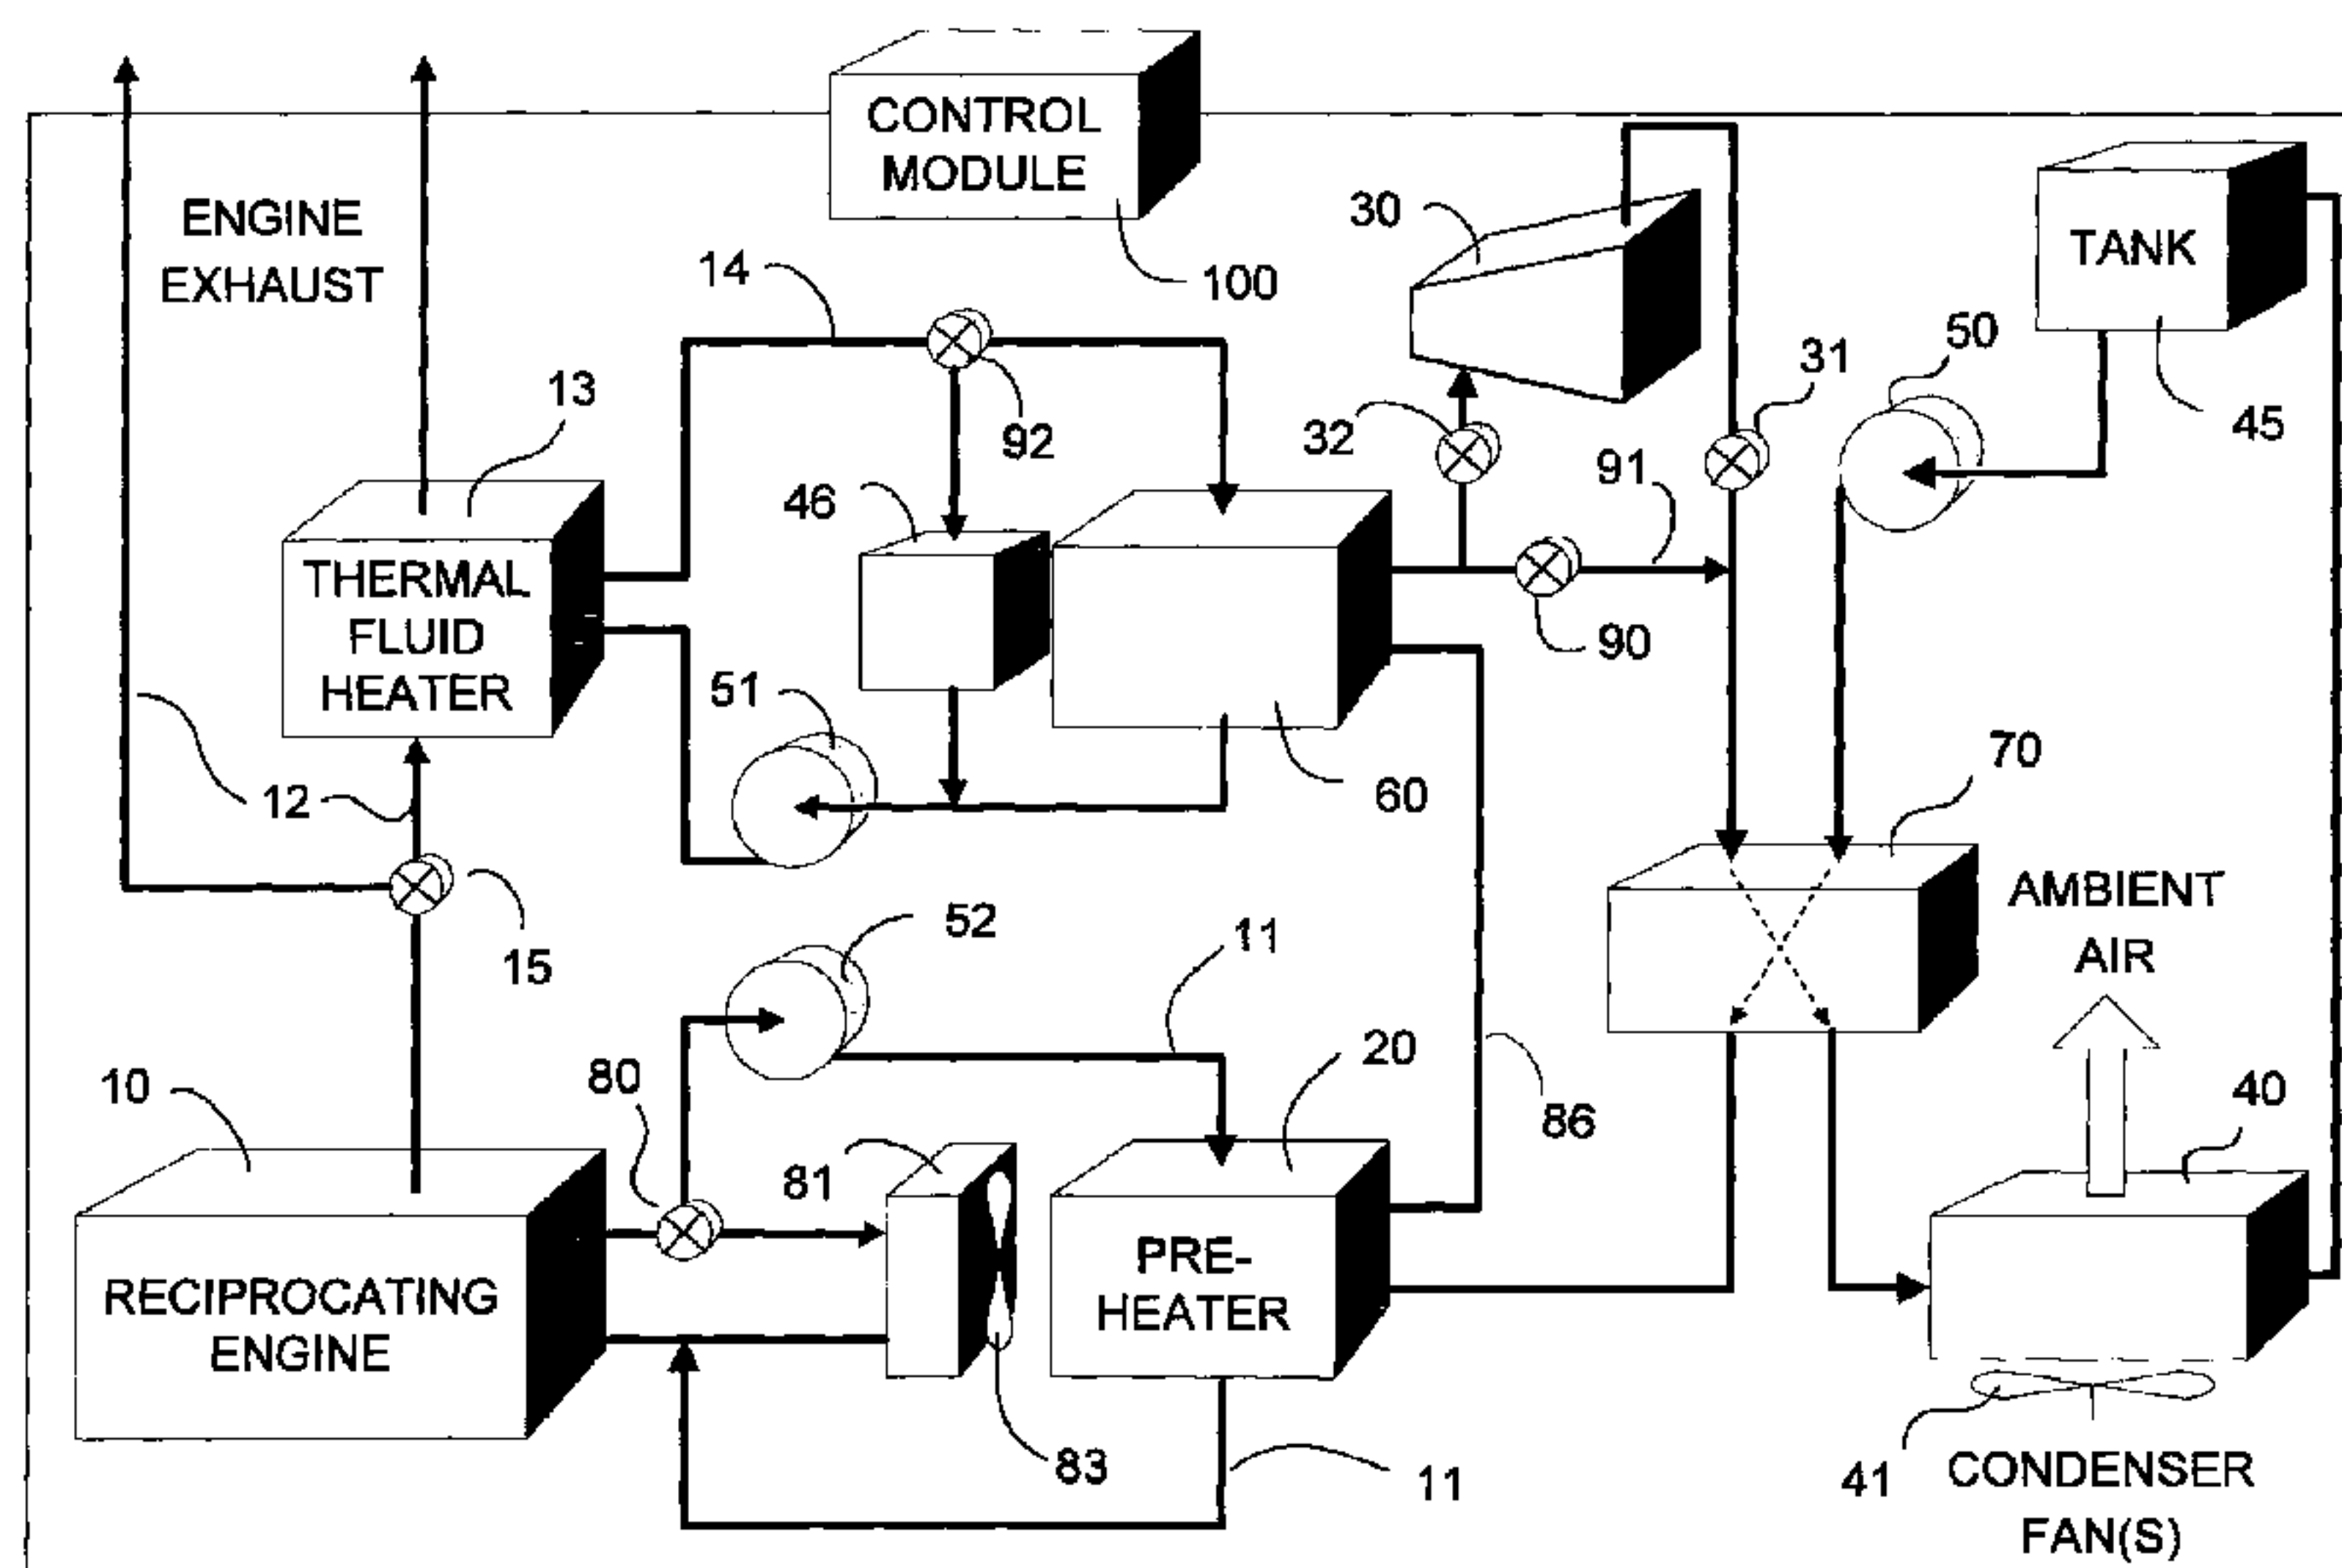 CONTROL
MODULE
100
ENGINE
EXHAUST
14
30
TANK
50
31
45
13
92
32
91
46
THERMAL
FLUID
HEATER
90
51
70
12
60
AMBIENT
AIR
15
52
11
10
80
20
86
40
81
RECIPROCATING
ENGINE
PRE-
HEATER
83
11
41
CONDENSER
FAN(S)